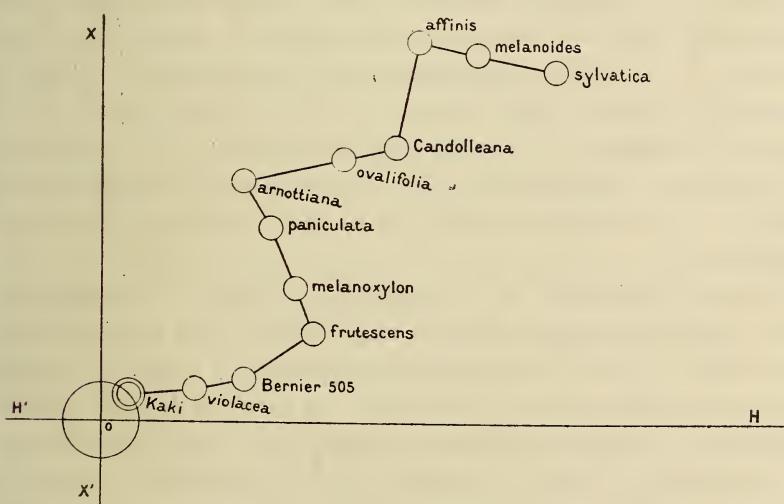 X
affinis
melanoides
sylvatica
Candolleana
ovalifolia
arnottiana
paniculata
melanoxylon
frutescens
Bernier 505
violacea
Kaki
H'
O
H
X'